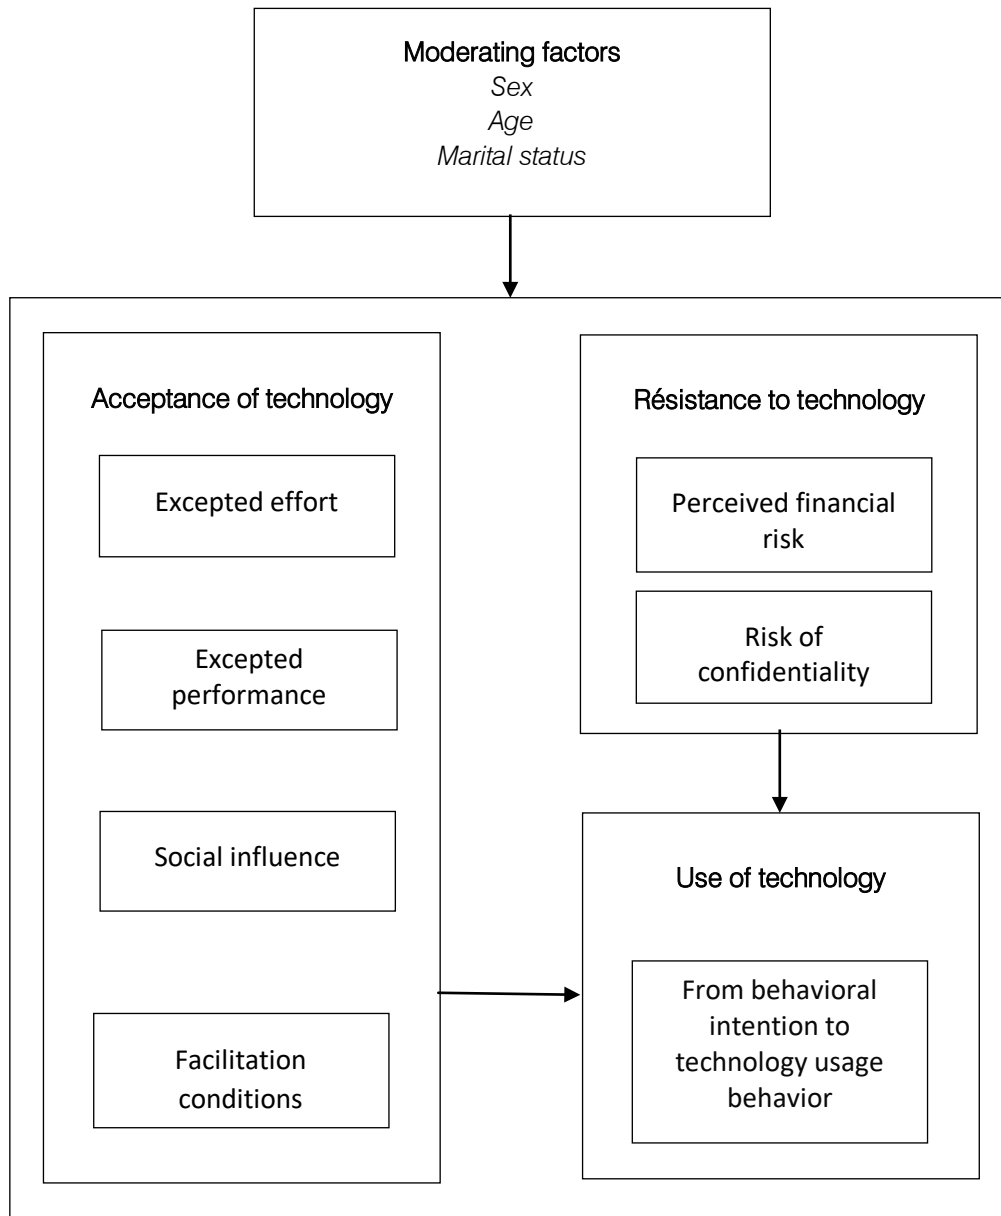 Moderating factors
Sex
Age
Marital status
Acceptance of technology
Excepted effort
Excepted
performance
Social influence
Facilitation
conditions
Résistance to technology
Perceived financial
risk
Risk of
confidentiality
Use of technology
From behavioral
intention to
technology usage
behavior